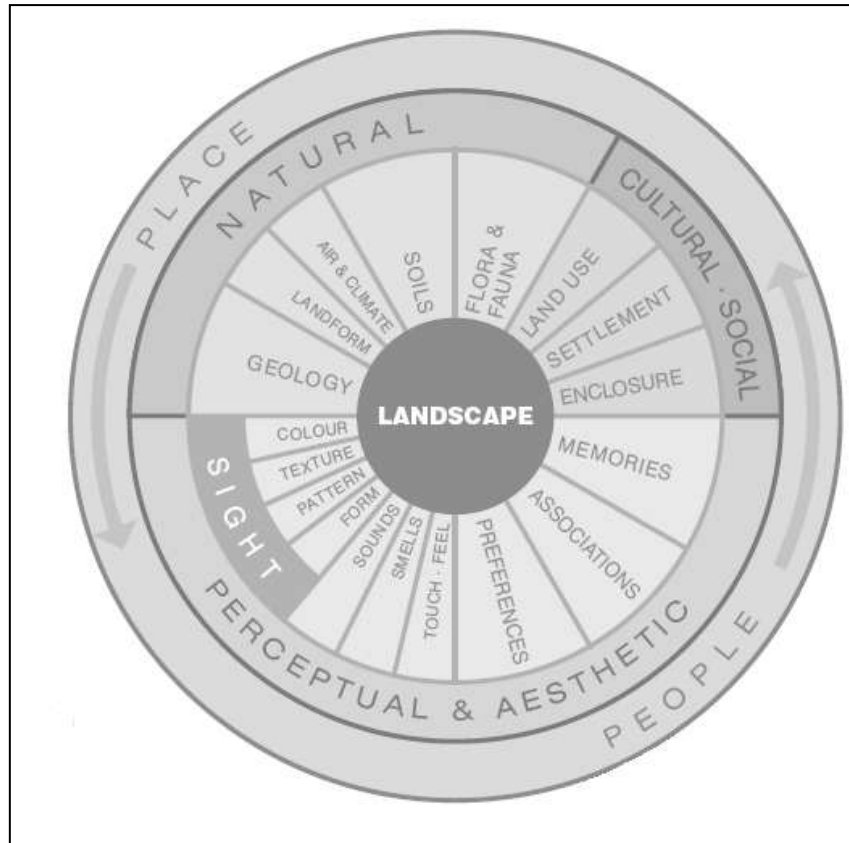 PLACE
NATURAL
CULTURAL · SOCIAL
AIR & CLIMATE
SOILS
FLORA &
FAUNA
LAND USE
LANDFORM
SETTLEMENT
GEOLOGY
ENCLOSURE
LANDSCAPE
COLOUR
MEMORIES
TEXTURE
PATTERN
FORM
SIGHT
SOUNDS
SMELLS
TOUCH · FEEL
PREFERENCES
ASSOCIATIONS
PERCEPTUAL & AESTHETIC
PEOPLE